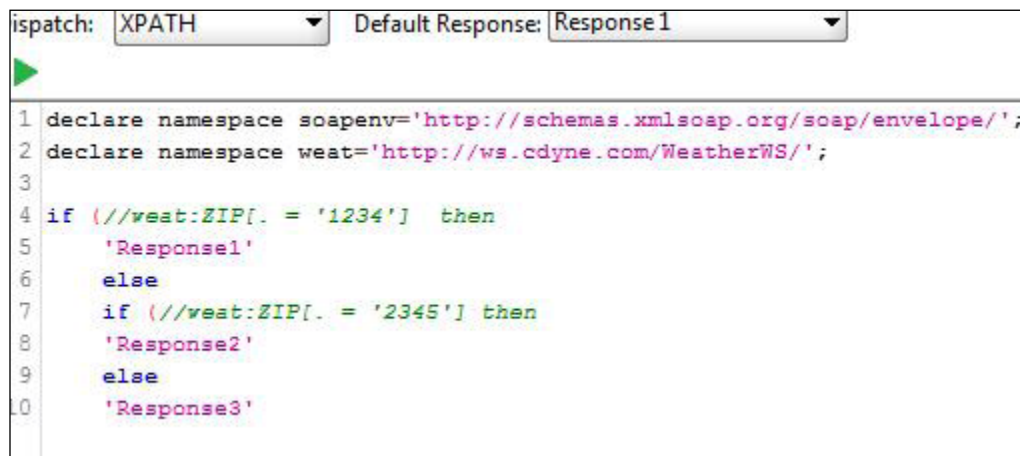 ispatch: XPATH Default Response: Response1
1 declare namespace soapenv='http://schemas.xmlsoap.org/soap/envelope/';
2 declare namespace weat='http://ws.cdyne.com/WeatherWS/';
3
4 if (//weat:ZIP[. = '1234']  then
5 'Response1'
6 else
7 if (//weat:ZIP[. = '2345'] then
8 'Response2'
9 else
10 'Response3'